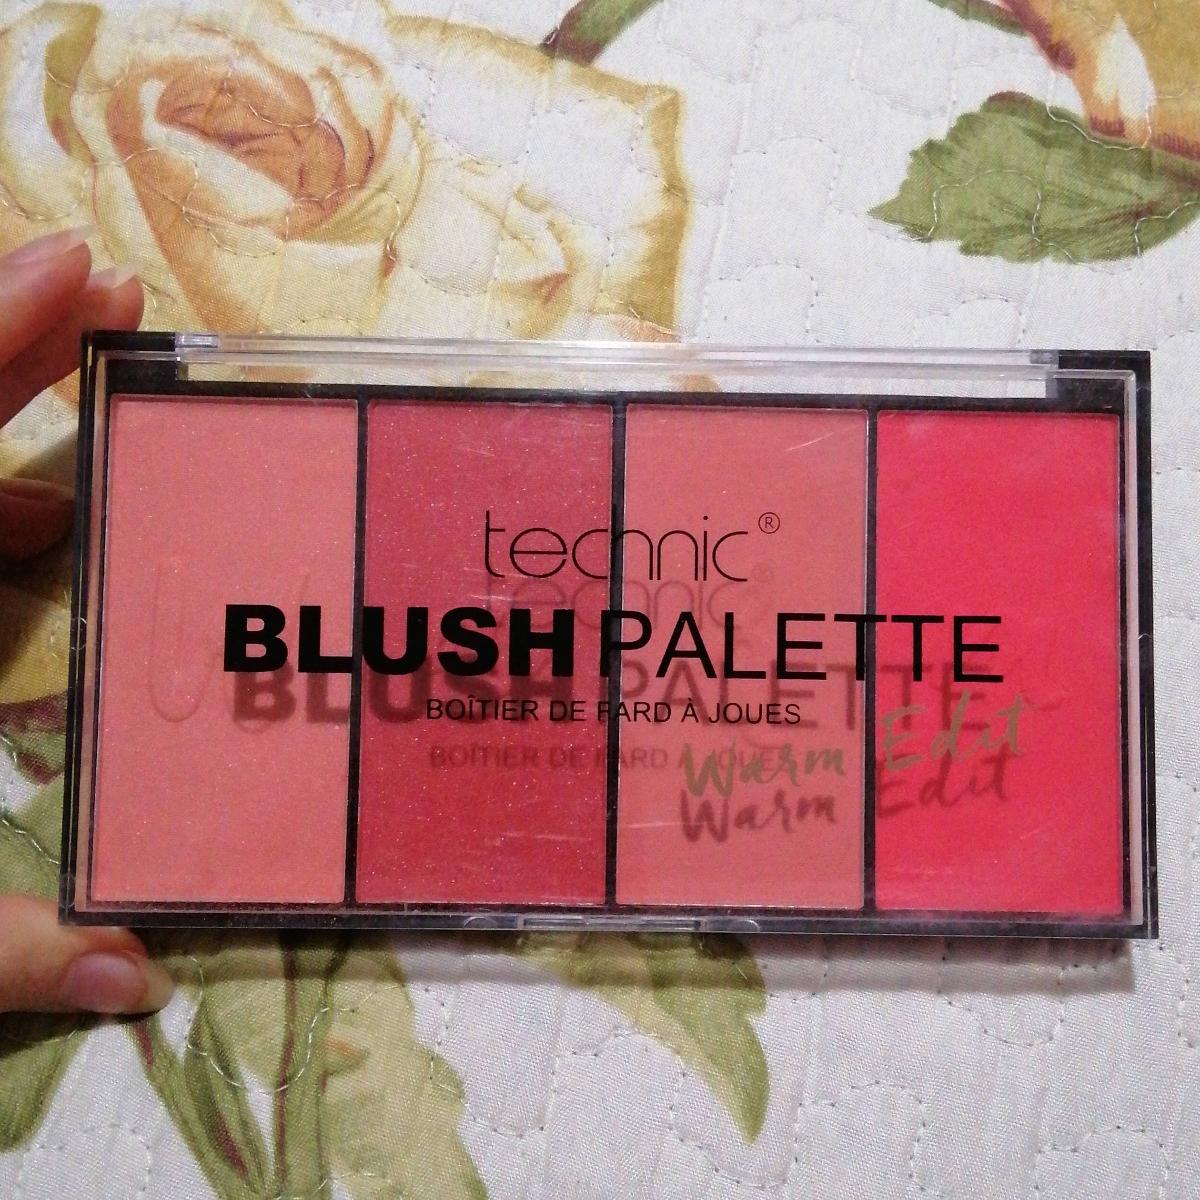 technic®
BLUSH PALETTE
BOÎTIER DE FARD À JOUES
Warm Edit